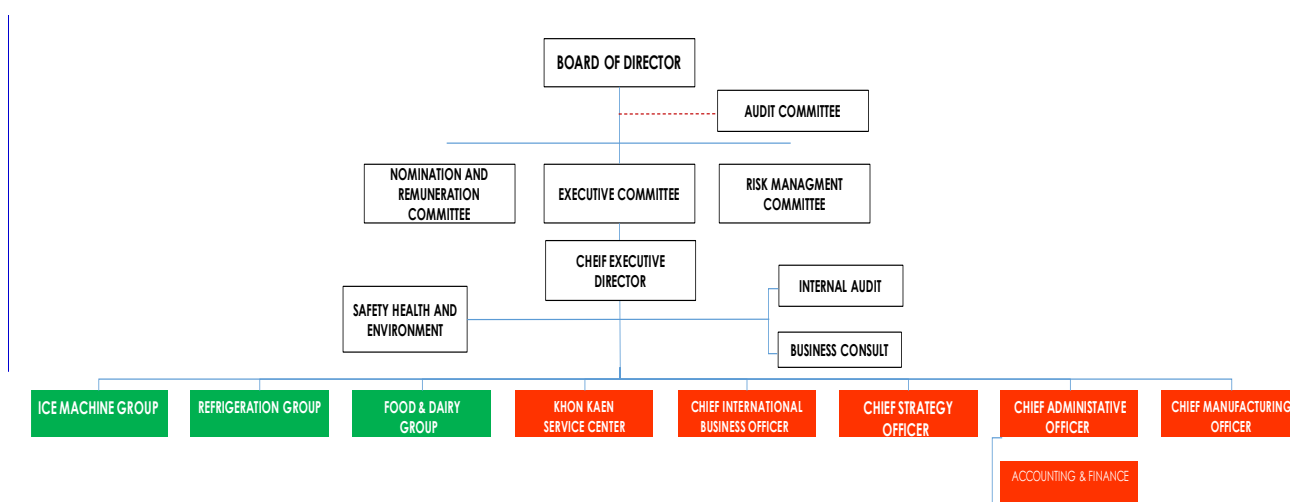 BOARD OF DIRECTOR
AUDIT COMMITTEE
NOMINATION AND
REMUNERATION
COMMITTEE
EXECUTIVE COMMITTEE
RISK MANAGMENT
COMMITTEE
CHEIF EXECUTIVE
DIRECTOR
SAFETY HEALTH AND
ENVIRONMENT
INTERNAL AUDIT
BUSINESS CONSULT
ICE MACHINE GROUP
REFRIGERATION GROUP
FOOD & DAIRY
GROUP
KHON KAEN
SERVICE CENTER
CHIEF INTERNATIONAL
BUSINESS OFFICER
CHIEF STRATEGY
OFFICER
CHIEF ADMINISTATIVE
OFFICER
CHIEF MANUFACTURING
OFFICER
ACCOUNTING & FINANCE